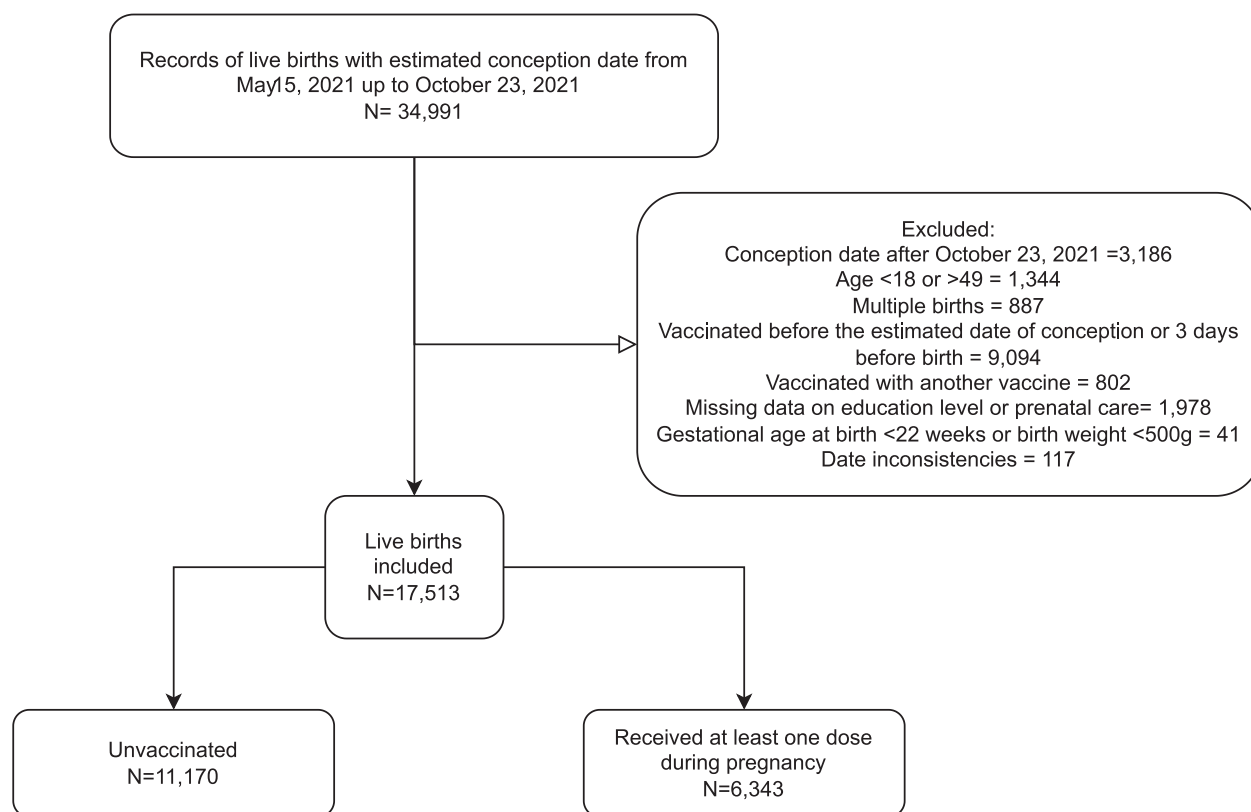 Records of live births with estimated conception date from
May15, 2021 up to October 23, 2021
N= 34,991
Excluded:
Conception date after October 23, 2021 =3,186
Age <18 or >49 = 1,344
Multiple births = 887
Vaccinated before the estimated date of conception or 3 days
before birth = 9,094
Vaccinated with another vaccine = 802
Missing data on education level or prenatal care= 1,978
Gestational age at birth <22 weeks or birth weight <500g = 41
Date inconsistencies = 117
Live births
included
N=17,513
Unvaccinated
N=11,170
Received at least one dose
during pregnancy
N=6,343